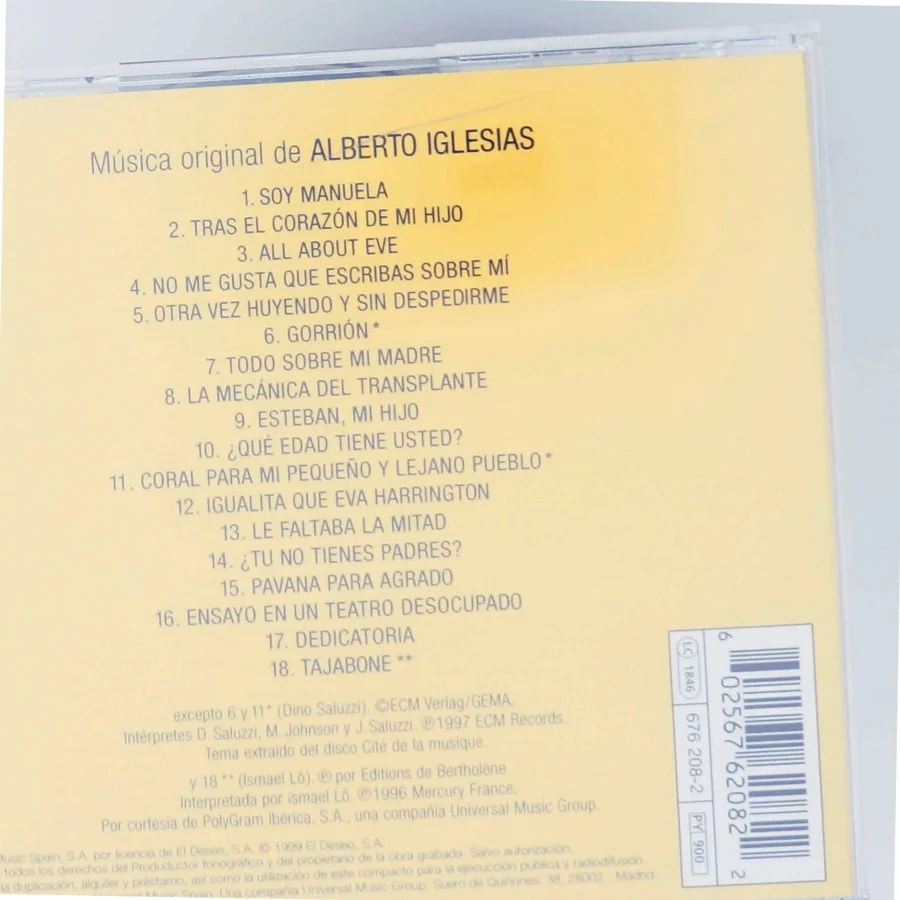 Música original de ALBERTO IGLESIAS
1. SOY MANUELA
2. TRAS EL CORAZÓN DE MI HIJO
3. ALL ABOUT EVE
4. NO ME GUSTA QUE ESCRIBAS SOBRE MÍ
5. OTRA VEZ HUYENDO Y SIN DESPEDIRME
6. GORRIÓN *
7. TODO SOBRE MI MADRE
8. LA MECÁNICA DEL TRANSPLANTE
9. ESTEBAN, MI HIJO
10. ¿QUÉ EDAD TIENE USTED?
11. CORAL PARA MI PEQUEÑO Y LEJANO PUEBLO *
12. IGUALITA QUE EVA HARRINGTON
13. LE FALTABA LA MITAD
14. ¿TU NO TIENES PADRES?
15. PAVANA PARA AGRADO
16. ENSAYO EN UN TEATRO DESOCUPADO
17. DEDICATORIA
18. TAJABONE **
excepto 6 y 11* (Dino Saluzzi). ©ECM Verlag/GEMA.
Intérpretes D. Saluzzi, M. Johnson y J. Saluzzi ℗1997 ECM Records.
Tema extraido del disco Cité de la musique.
y 18 ** (Ismael Lô). ℗ por Editions de Bertholène
Interpretada por ismael Lô. ℗1996 Mercury France.
Por cortesía de PolyGram Ibérica, S.A., una compañía Universal Music Group.
Music Spain, S.A. por licencia de El Deseo, S.A. © 1999 El Deseo, S.A.
todos los derechos del Produductor fonográfico y del propietario de la obra grabada. Salvo autorización,
la duplicación, alquiler y préstamo, así como la utilización de este compacto para la ejecución pública y radiodifusión.
Music Spain, S.A. Una compañía Universal Music Group. Suero de Quiñones, 38, 28002 - Madrid.
LC 1846
676 208-2
PY 900
6 02567 62082 2